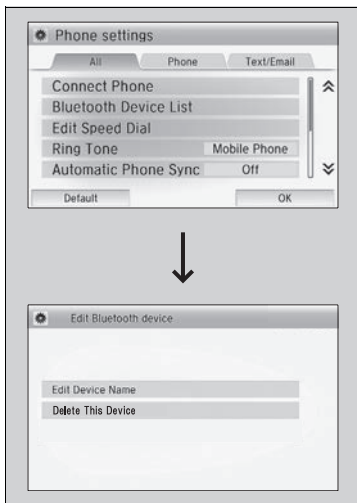 Phone settings
All Phone Text/Email
Connect Phone
Bluetooth Device List
Edit Speed Dial
Ring Tone Mobile Phone
Automatic Phone Sync Off
Default OK
Edit Bluetooth device
Edit Device Name
Delete This Device